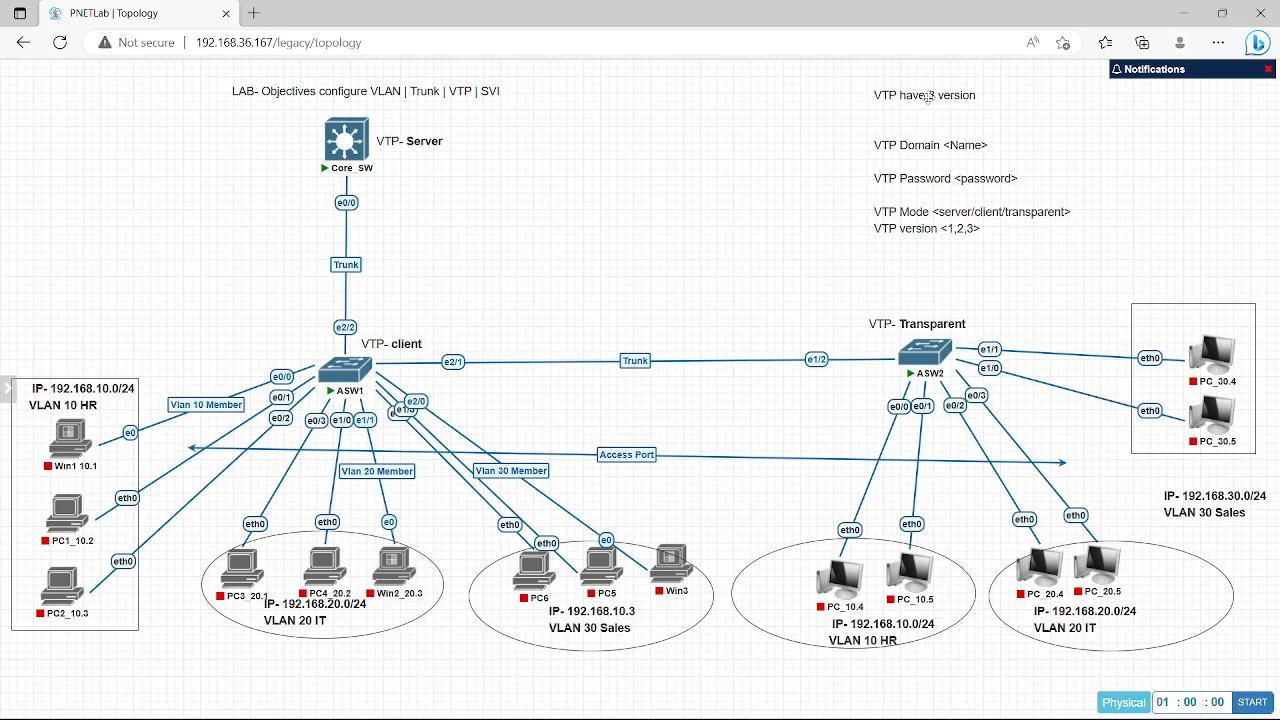 PNETLab | Topology
Not secure | 192.168.36.167/legacy/topology
Notifications
LAB- Objectives configure VLAN | Trunk | VTP | SVI
VTP have 3 version
VTP- Server
Core_SW
VTP Domain <Name>
VTP Password <password>
VTP Mode <server/client/transparent>
VTP version <1,2,3>
e0/0
Trunk
e2/2
VTP- client
VTP- Transparent
ASW1
e2/1
Trunk
e1/2
ASW2
e1/1
e1/0
eth0
PC_30.4
eth0
PC_30.5
e0/0
e0/1
e0/2
e0/3
e1/0
e1/1
e2/0
e0/0
e0/1
e0/2
e0/3
IP- 192.168.10.0/24
VLAN 10 HR
Vlan 10 Member
e0
Win1 10.1
Access Port
Vlan 20 Member
Vlan 30 Member
eth0
PC1_10.2
eth0
PC2_10.3
IP- 192.168.30.0/24
VLAN 30 Sales
eth0
eth0
e0
eth0
eth0
e0
eth0
eth0
eth0
eth0
PC3_20.1
PC4_20.2
Win2_20.3
IP- 192.168.20.0/24
VLAN 20 IT
PC6
PC5
Win3
IP- 192.168.10.3
VLAN 30 Sales
PC_10.4
PC_10.5
IP- 192.168.10.0/24
VLAN 10 HR
PC_20.4
PC_20.5
IP- 192.168.20.0/24
VLAN 20 IT
Physical
01 : 00 : 00
START